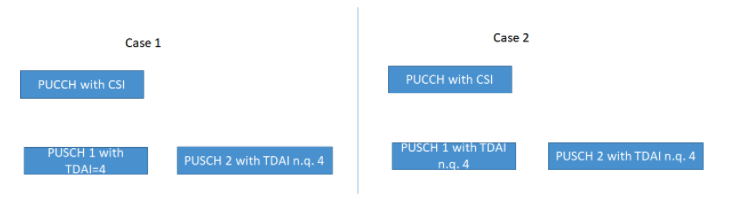 Case 1
PUCCH with CSI
PUSCH 1 with
TDAI=4
PUSCH 2 with TDAI n.q. 4
Case 2
PUCCH with CSI
PUSCH 1 with TDAI
n.q. 4
PUSCH 2 with TDAI n.q. 4